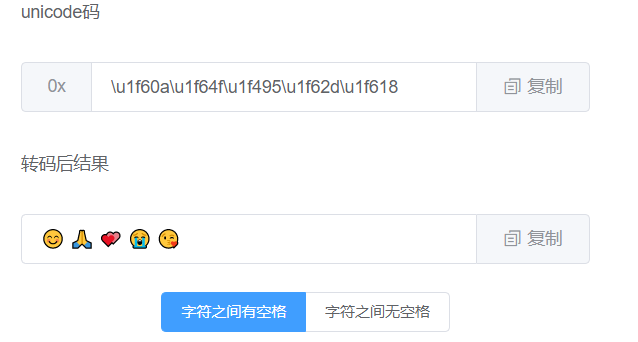 unicode码
0x \u1f60a\u1f64f\u1f495\u1f62d\u1f618 复制
转码后结果
😊 🙏 💕 😭 😘 复制
字符之间有空格 字符之间无空格